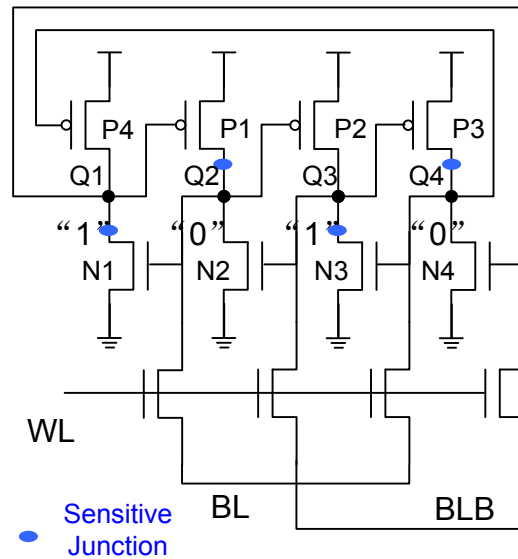 P4 P1 P2 P3
Q1 Q2 Q3 Q4
“1” “0” “1” “0”
N1 N2 N3 N4
WL
BL BLB
Sensitive
Junction